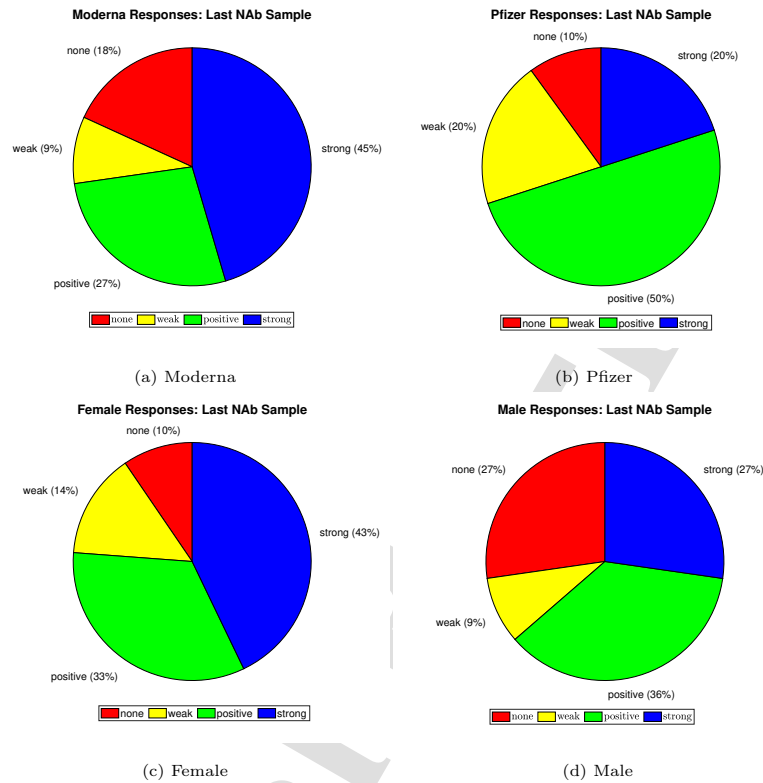 Moderna Responses: Last NAb Sample
none (18%)
weak (9%)
strong (45%)
positive (27%)
none weak positive strong
(a) Moderna
Pfizer Responses: Last NAb Sample
none (10%)
strong (20%)
weak (20%)
positive (50%)
none weak positive strong
(b) Pfizer
Female Responses: Last NAb Sample
none (10%)
weak (14%)
strong (43%)
positive (33%)
none weak positive strong
(c) Female
Male Responses: Last NAb Sample
none (27%)
strong (27%)
weak (9%)
positive (36%)
none weak positive strong
(d) Male